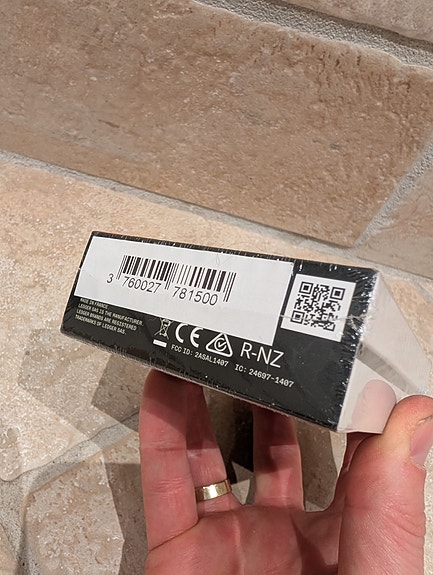 3 760027 781500
MADE IN FRANCE
LEDGER SAS IS THE MANUFACTURER.
LEDGER BRANDS ARE REGISTERED
TRADEMARKS OF LEDGER SAS.
CE R-NZ
FCC ID: 2ASAL1407 IC: 24697-1407